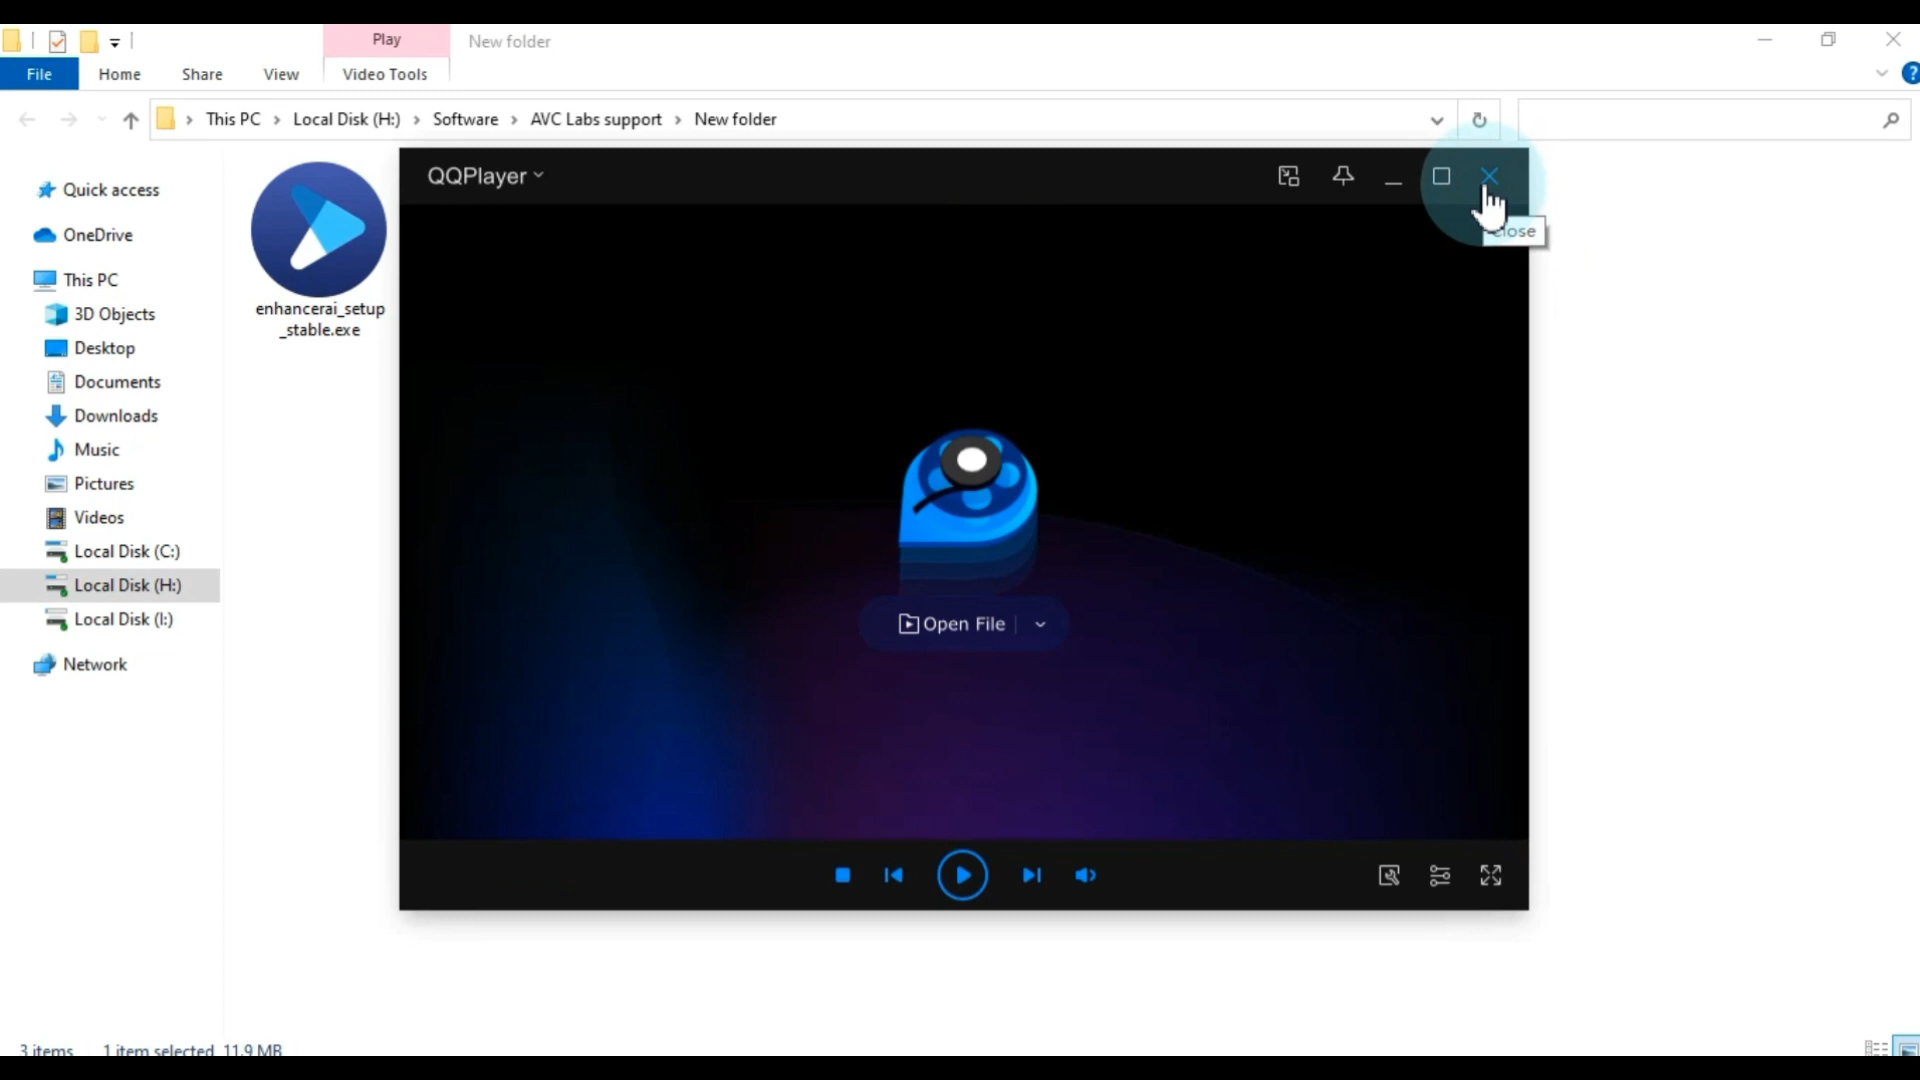 Play
New folder
File
Home
Share
View
Video Tools
This PC
Local Disk (H:)
Software
AVC Labs support
New folder
Quick access
OneDrive
This PC
3D Objects
Desktop
Documents
Downloads
Music
Pictures
Videos
Local Disk (C:)
Local Disk (H:)
Local Disk (I:)
Network
enhancerai_setup
_stable.exe
QQPlayer
Close
Open File
3 items
1 item selected 11.9 MB